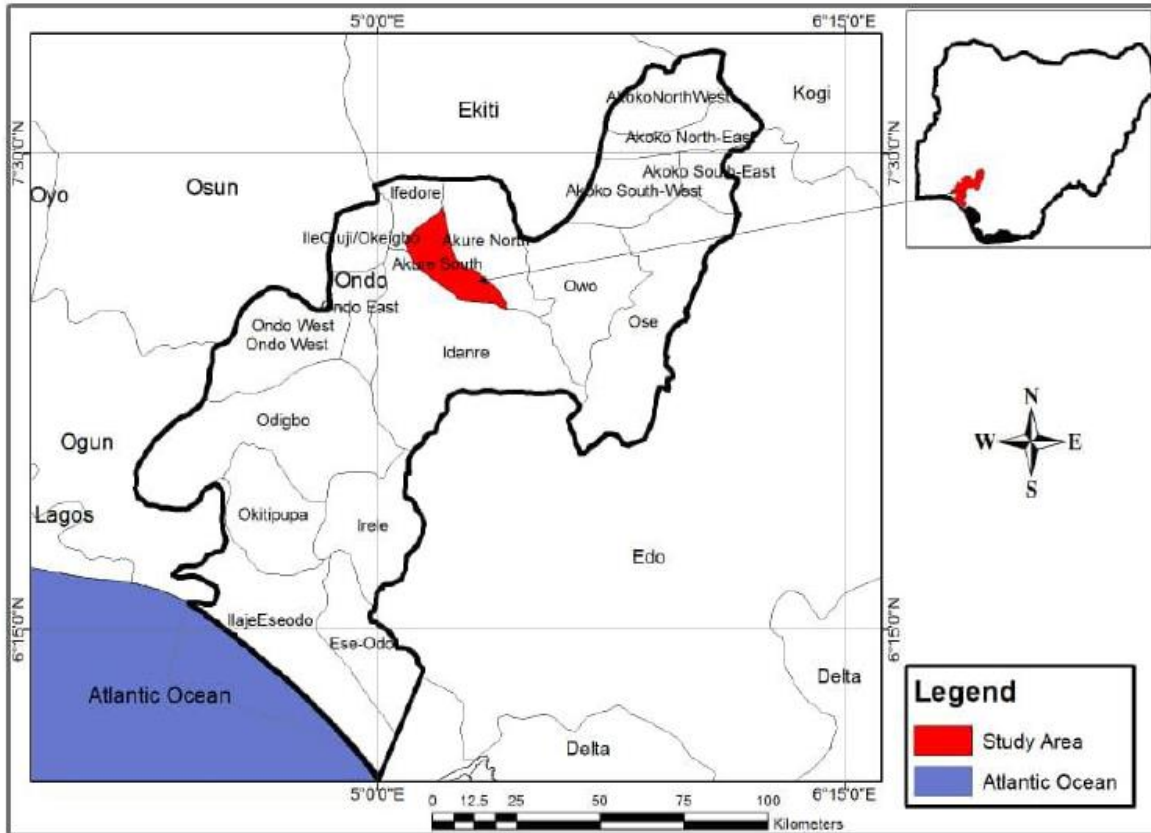 5°0'0"E
6°15'0"E
AkokoNorthWest
Kogi
Ekiti
Akoko North-East
7°30'0"N
7°30'0"N
Akoko South-East
Oyo
Osun
Ifedore
Akoko South-West
IleOluji/Okeigbo
Akure North
Akure South
Ondo
Owo
Ondo East
Ondo West
Ose
Ondo West
Idanre
N
Odigbo
Ogun
W
E
S
Lagos
Okitipupa
Irele
Edo
IlajeEseodo
6°15'0"N
6°15'0"N
Ese-Odo
Delta
Atlantic Ocean
Legend
Study Area
Delta
Atlantic Ocean
5°0'0"E
6°15'0"E
0 12.5 25 50 75 100
Kilometers